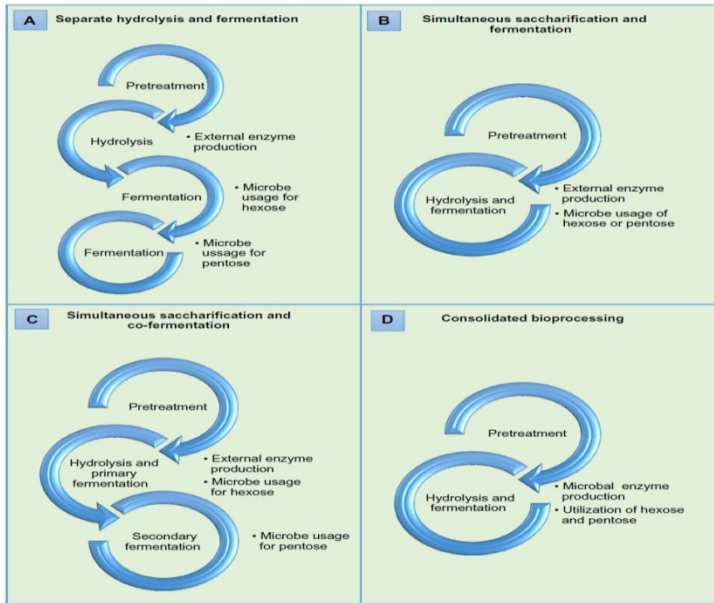 A
Separate hydrolysis and fermentation
Pretreatment
Hydrolysis
• External enzyme
production
Fermentation
• Microbe
usage for
hexose
Fermentation
• Microbe
ussage for
pentose
B
Simultaneous saccharification and
fermentation
Pretreatment
Hydrolysis and
fermentation
• External enzyme
production
• Microbe usage of
hexose or pentose
C
Simultaneous saccharification and
co-fermentation
Pretreatment
Hydrolysis and
primary
fermentation
• External enzyme
production
• Microbe usage
for hexose
Secondary
fermentation
• Microbe usage
for pentose
D
Consolidated bioprocessing
Pretreatment
Hydrolysis and
fermentation
• Microbal enzyme
production
• Utilization of hexose
and pentose